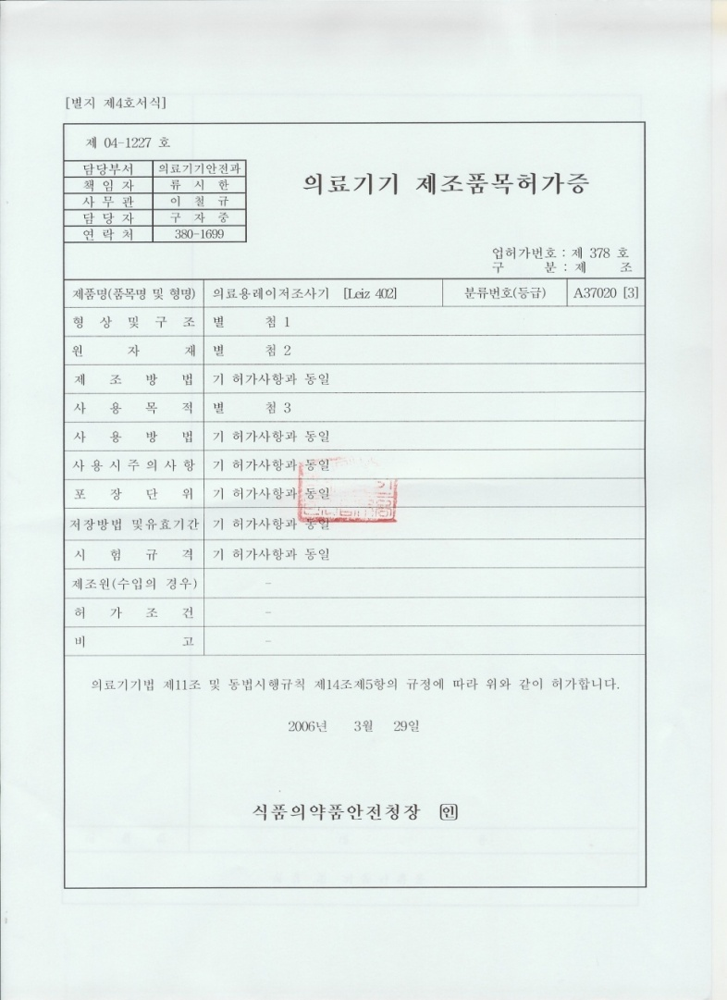 [별지 제4호서식]
제 04-1227 호
담당부서 의료기기안전과
책 임 자 류 시 한
사 무 관 이 철 규
담 당 자 구 자 중
연 락 처 380-1699
의료기기 제조품목허가증
업허가번호 : 제 378 호
구 분 : 제 조
제품명(품목명 및 형명) 의료용레이저조사기 [Leiz 402] 분류번호(등급) A37020 [3]
형 상 및 구 조 별 첨 1
원 자 재 별 첨 2
제 조 방 법 기 허가사항과 동일
사 용 목 적 별 첨 3
사 용 방 법 기 허가사항과 동일
사 용 시 주 의 사 항 기 허가사항과 동일
포 장 단 위 기 허가사항과 동일
저장방법 및유효기간 기 허가사항과 동일
시 험 규 격 기 허가사항과 동일
제조원(수입의 경우) -
허 가 조 건 -
비 고 -
의료기기법 제11조 및 동법시행규칙 제14조제5항의 규정에 따라 위와 같이 허가합니다.
2006년 3월 29일
식품의약품안전청장 인